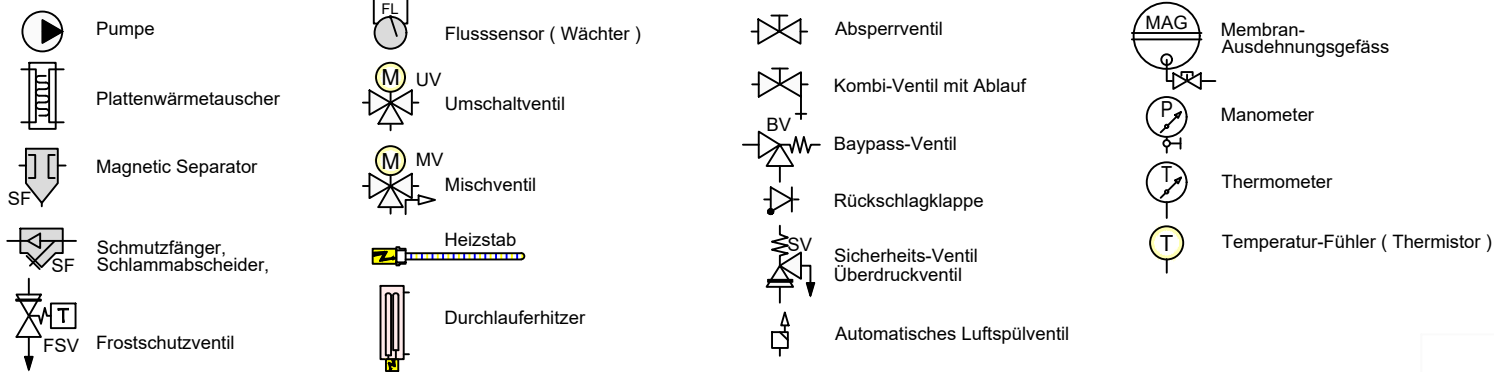 Pumpe
Plattenwärmetauscher
Magnetic Separator
SF
Schmutzfänger,
Schlammabscheider,
SF
T
FSV
Frostschutzventil
FL
Flusssensor ( Wächter )
M
UV
Umschaltventil
M
MV
Mischventil
Heizstab
Durchlauferhitzer
Absperrventil
Kombi-Ventil mit Ablauf
BV
Baypass-Ventil
Rückschlagklappe
SV
Sicherheits-Ventil
Überdruckventil
Automatisches Luftspülventil
MAG
Membran-
Ausdehnungsgefäss
P
Manometer
T
Thermometer
T
Temperatur-Fühler ( Thermistor )